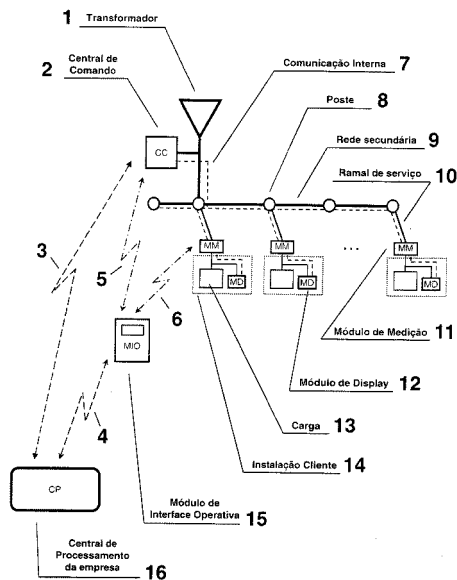 1 Transformador
2 Central de
Comando
Comunicação Interna 7
Poste 8
Rede secundária 9
Ramal de serviço 10
CC
3
5
6
MM
MM
...
MM
MD
MD
MD
Módulo de Medição 11
MIO
Módulo de Display 12
4
Carga 13
Instalação Cliente 14
CP
Módulo de
Interface Operativa 15
Central de
Processamento
da empresa 16